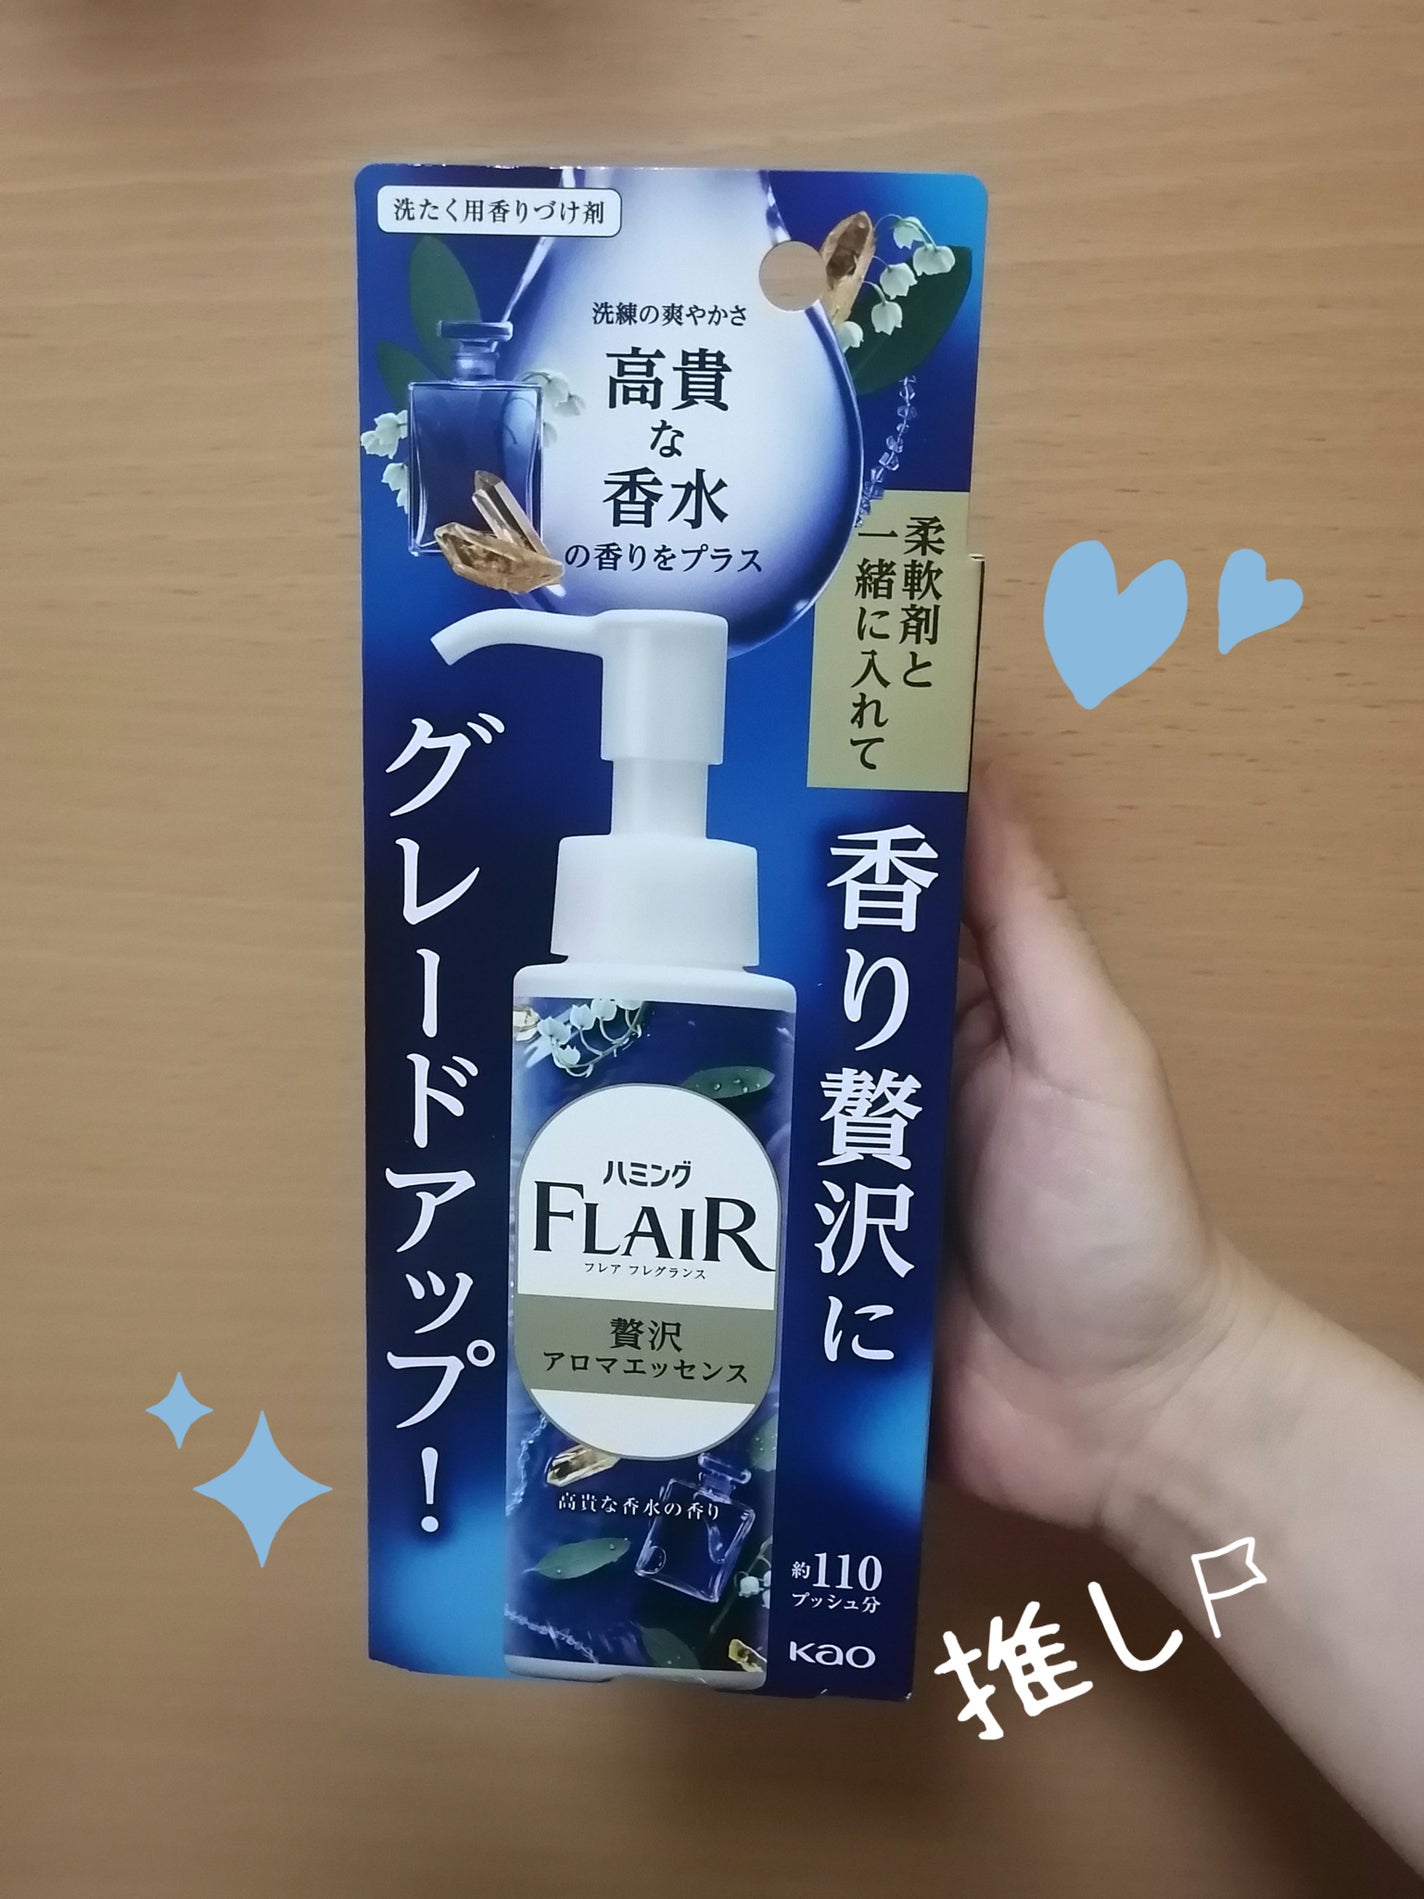 洗たく用香りづけ剤
洗練の爽やかさ
高貴
な
香水
の香りをプラス
柔軟剤と
一緒に入れて
香り贅沢に
グレードアップ!
ハミング
FLAIR
フレア フレグランス
贅沢
アロマエッセンス
高貴な香水の香り
約110
プッシュ分
Kao
推し